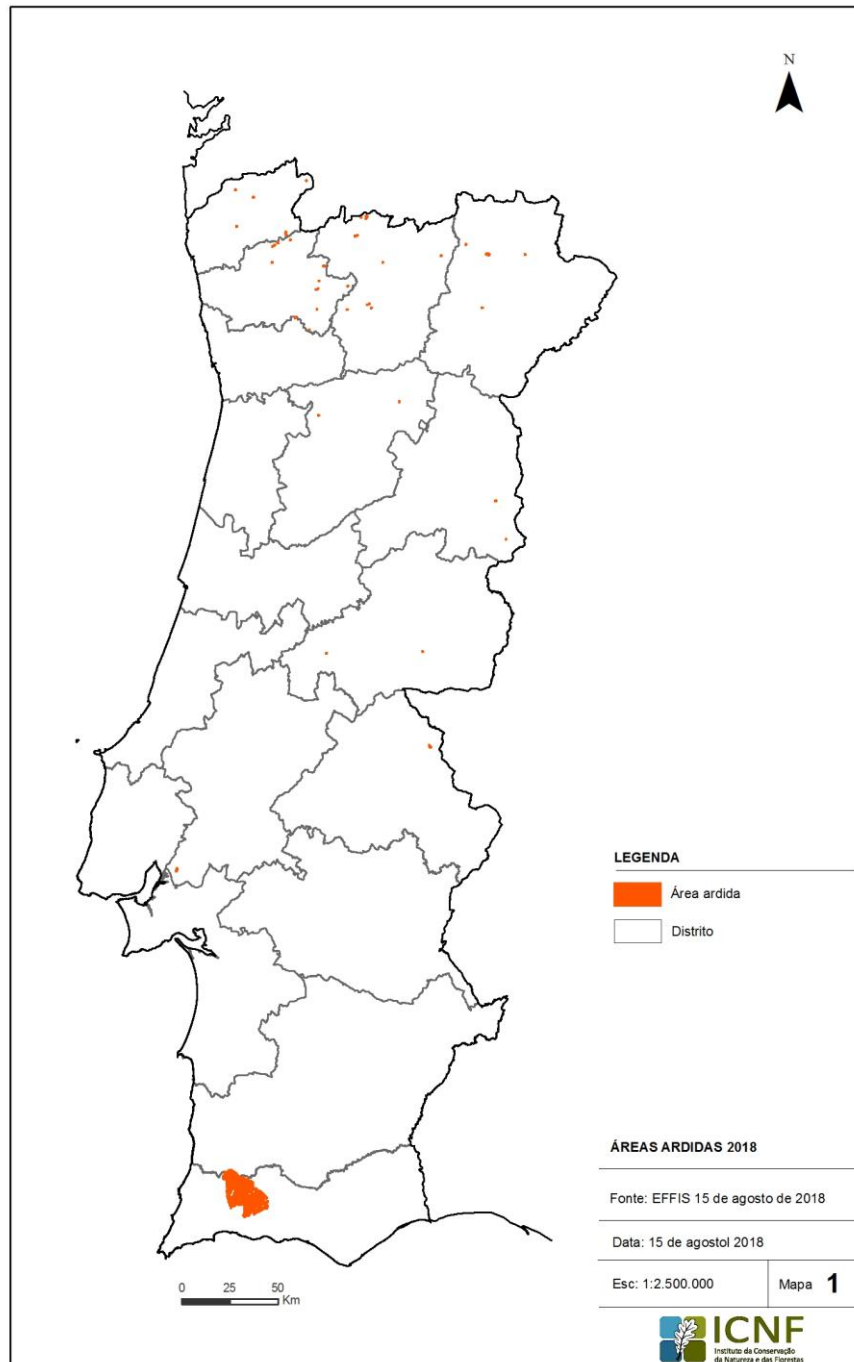 N
LEGENDA
Área ardida
Distrito
ÁREAS ARDIDAS 2018
Fonte: EFFIS 15 de agosto de 2018
Data: 15 de agostol 2018
Esc: 1:2.500.000
Mapa 1
0 25 50
Km
ICNF
Instituto da Conservação
da Natureza e das Florestas